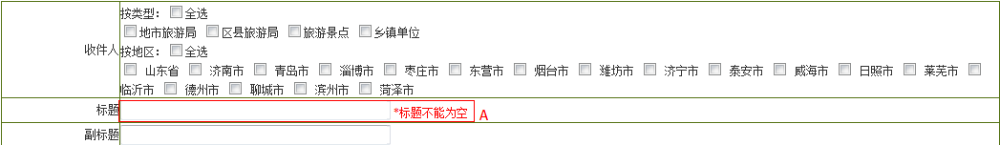 按类型: 全选
地市旅游局 区县旅游局 旅游景点 乡镇单位
收件人
按地区: 全选
山东省 济南市 青岛市 淄博市 枣庄市 东营市 烟台市 潍坊市 济宁市 泰安市 威海市 日照市 莱芜市
临沂市 德州市 聊城市 滨州市 菏泽市
标题 *标题不能为空 A
副标题